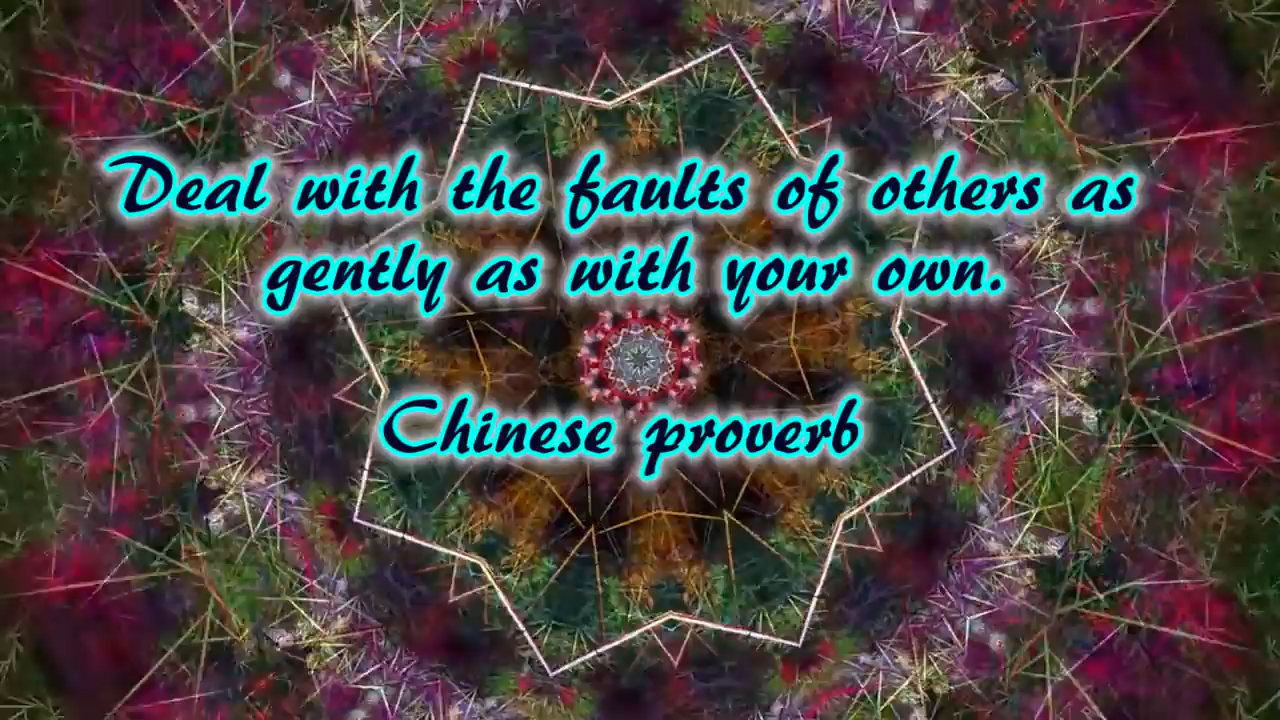 Deal with the faults of others as
gently as with your own.
Chinese proverb